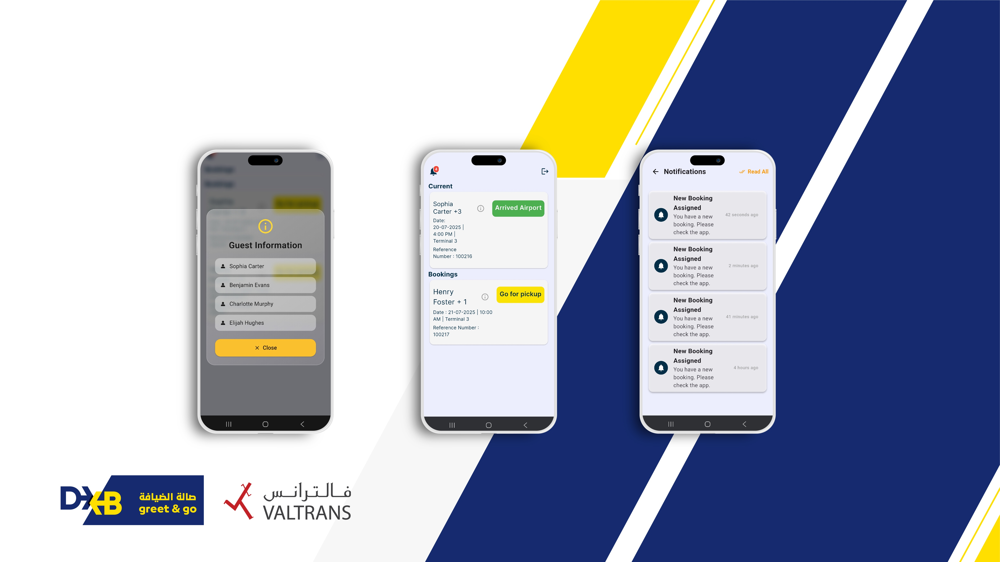 Guest Information
Sophia Carter
Benjamin Evans
Charlotte Murphy
Elijah Hughes
× Close
4
Current
Sophia
Carter +3
Arrived Airport
Date:
20-07-2025 |
4:00 PM |
Terminal 3
Reference
Number : 100216
Bookings
Henry
Foster + 1
Go for pickup
Date : 21-07-2025 | 10:00
AM | Terminal 3
Reference Number :
100217
Notifications
Read All
New Booking
Assigned
You have a new
booking. Please
check the app.
42 seconds ago
New Booking
Assigned
You have a new
booking. Please
check the app.
2 minutes ago
New Booking
Assigned
You have a new
booking. Please
check the app.
41 minutes ago
New Booking
Assigned
You have a new
booking. Please
check the app.
4 hours ago
DXB
صالة الضيافة
greet & go
فالترانس
VALTRANS